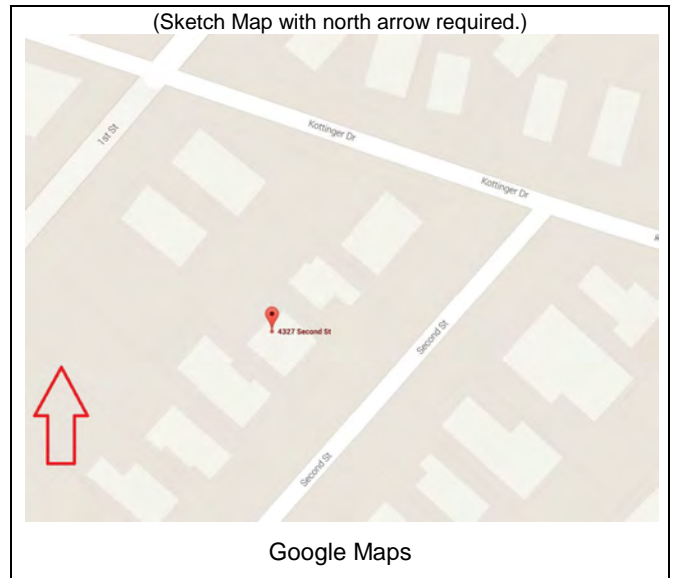 (Sketch Map with north arrow required.)
Kottinger Dr
1st St
Kottinger Dr
4327 Second St
Second St
Second St
Google Maps